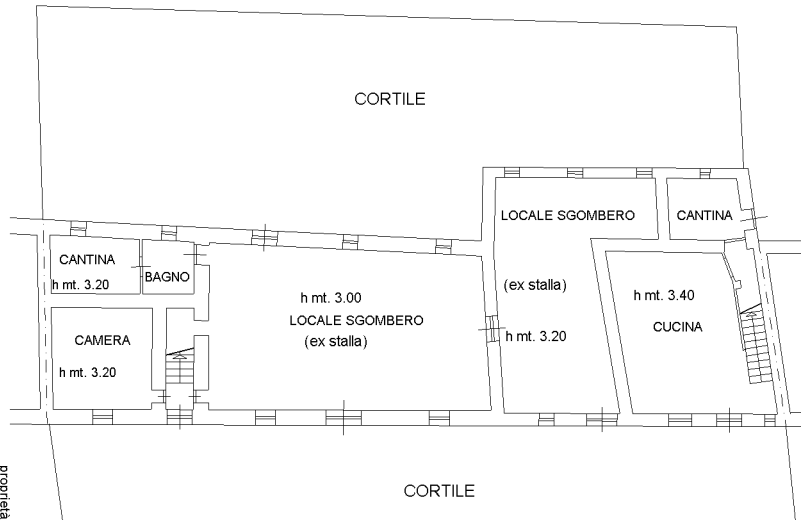 CORTILE
LOCALE SGOMBERO
CANTINA
CANTINA
h mt. 3.20
BAGNO
h mt. 3.00
LOCALE SGOMBERO
(ex stalla)
(ex stalla)
h mt. 3.20
h mt. 3.40
CUCINA
CAMERA
h mt. 3.20
CORTILE
proprietà